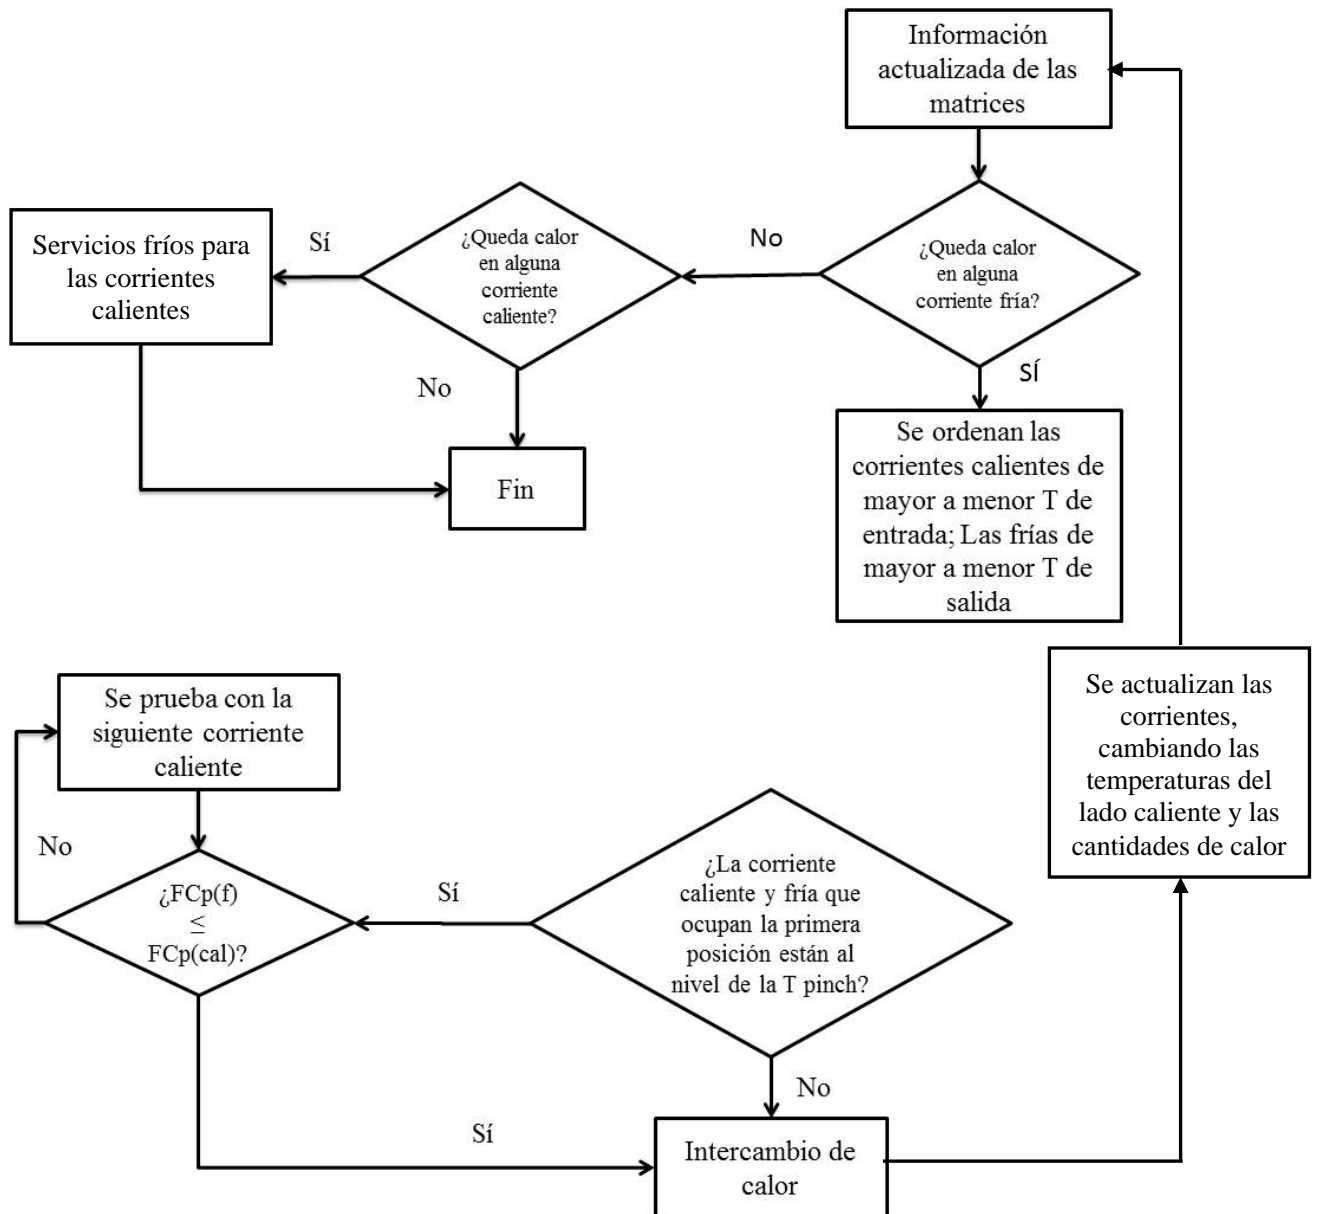 Información
actualizada de las
matrices
¿Queda calor
en alguna
corriente fría?
No
SÍ
¿Queda calor
en alguna
corriente
caliente?
Sí
No
Servicios fríos para
las corrientes
calientes
Fin
Se ordenan las
corrientes calientes de
mayor a menor T de
entrada; Las frías de
mayor a menor T de
salida
Se actualizan las
corrientes,
cambiando las
temperaturas del
lado caliente y las
cantidades de calor
Se prueba con la
siguiente corriente
caliente
No
¿FCp(f)
≤
FCp(cal)?
Sí
¿La corriente
caliente y fría que
ocupan la primera
posición están al
nivel de la T pinch?
No
Sí
Intercambio de
calor